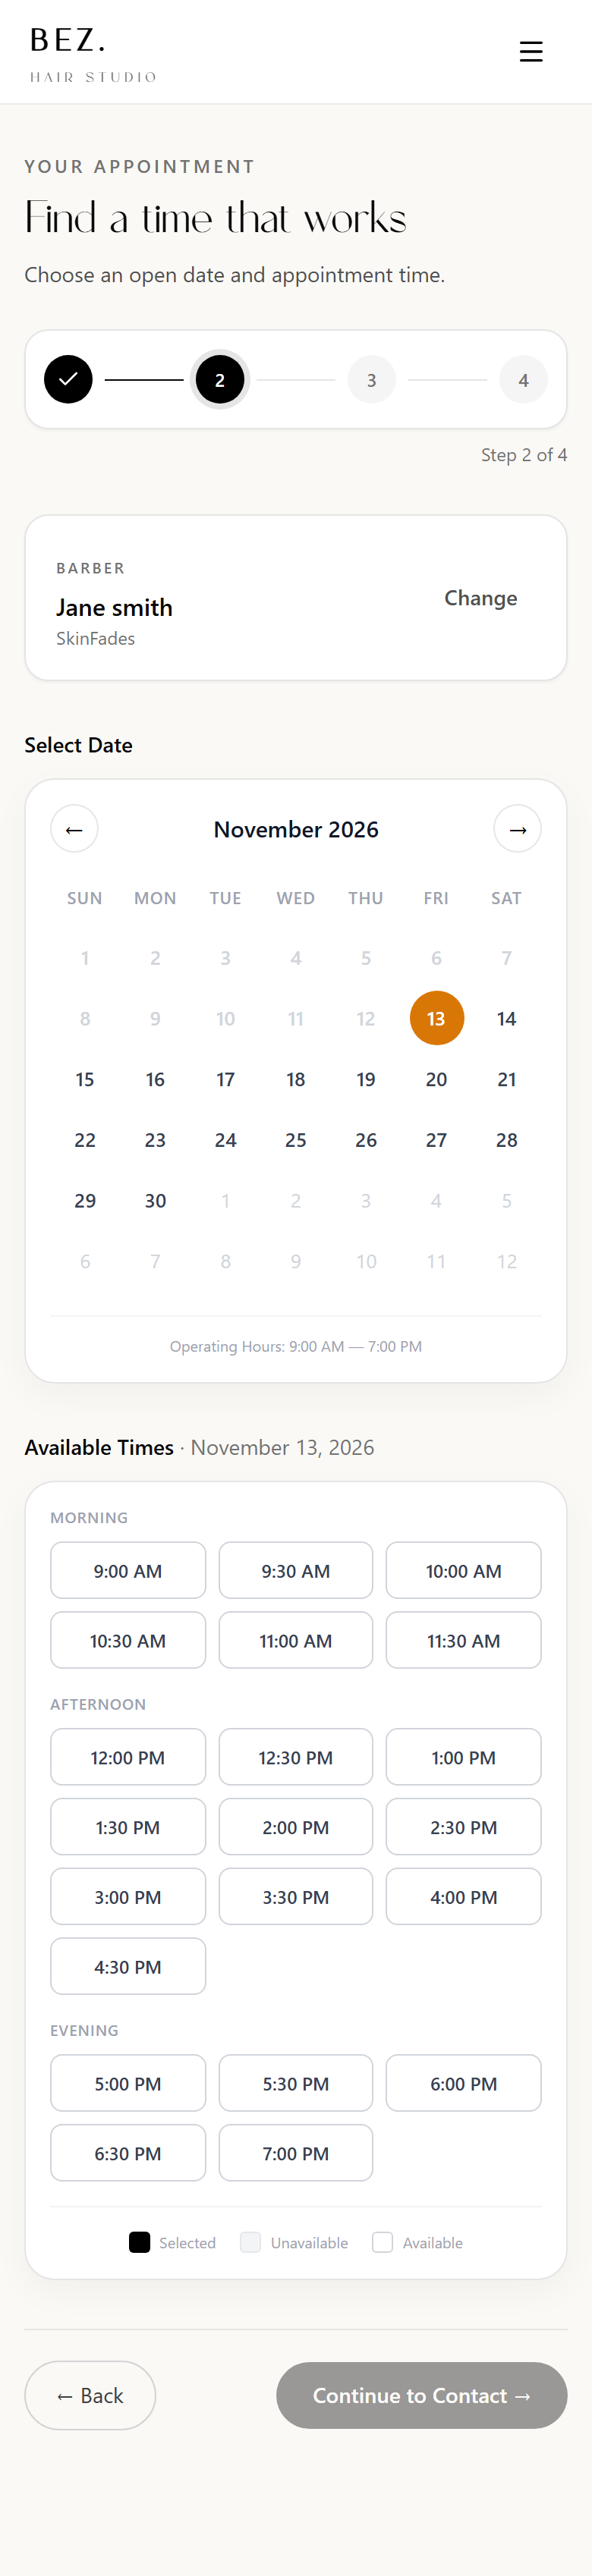 BEZ.
HAIR STUDIO
YOUR APPOINTMENT
Find a time that works
Choose an open date and appointment time.
2 3 4
Step 2 of 4
BARBER
Jane smith
SkinFades
Change
Select Date
← November 2026 →
SUN MON TUE WED THU FRI SAT
1 2 3 4 5 6 7
8 9 10 11 12 13 14
15 16 17 18 19 20 21
22 23 24 25 26 27 28
29 30 1 2 3 4 5
6 7 8 9 10 11 12
Operating Hours: 9:00 AM — 7:00 PM
Available Times · November 13, 2026
MORNING
9:00 AM 9:30 AM 10:00 AM
10:30 AM 11:00 AM 11:30 AM
AFTERNOON
12:00 PM 12:30 PM 1:00 PM
1:30 PM 2:00 PM 2:30 PM
3:00 PM 3:30 PM 4:00 PM
4:30 PM
EVENING
5:00 PM 5:30 PM 6:00 PM
6:30 PM 7:00 PM
Selected Unavailable Available
← Back Continue to Contact →